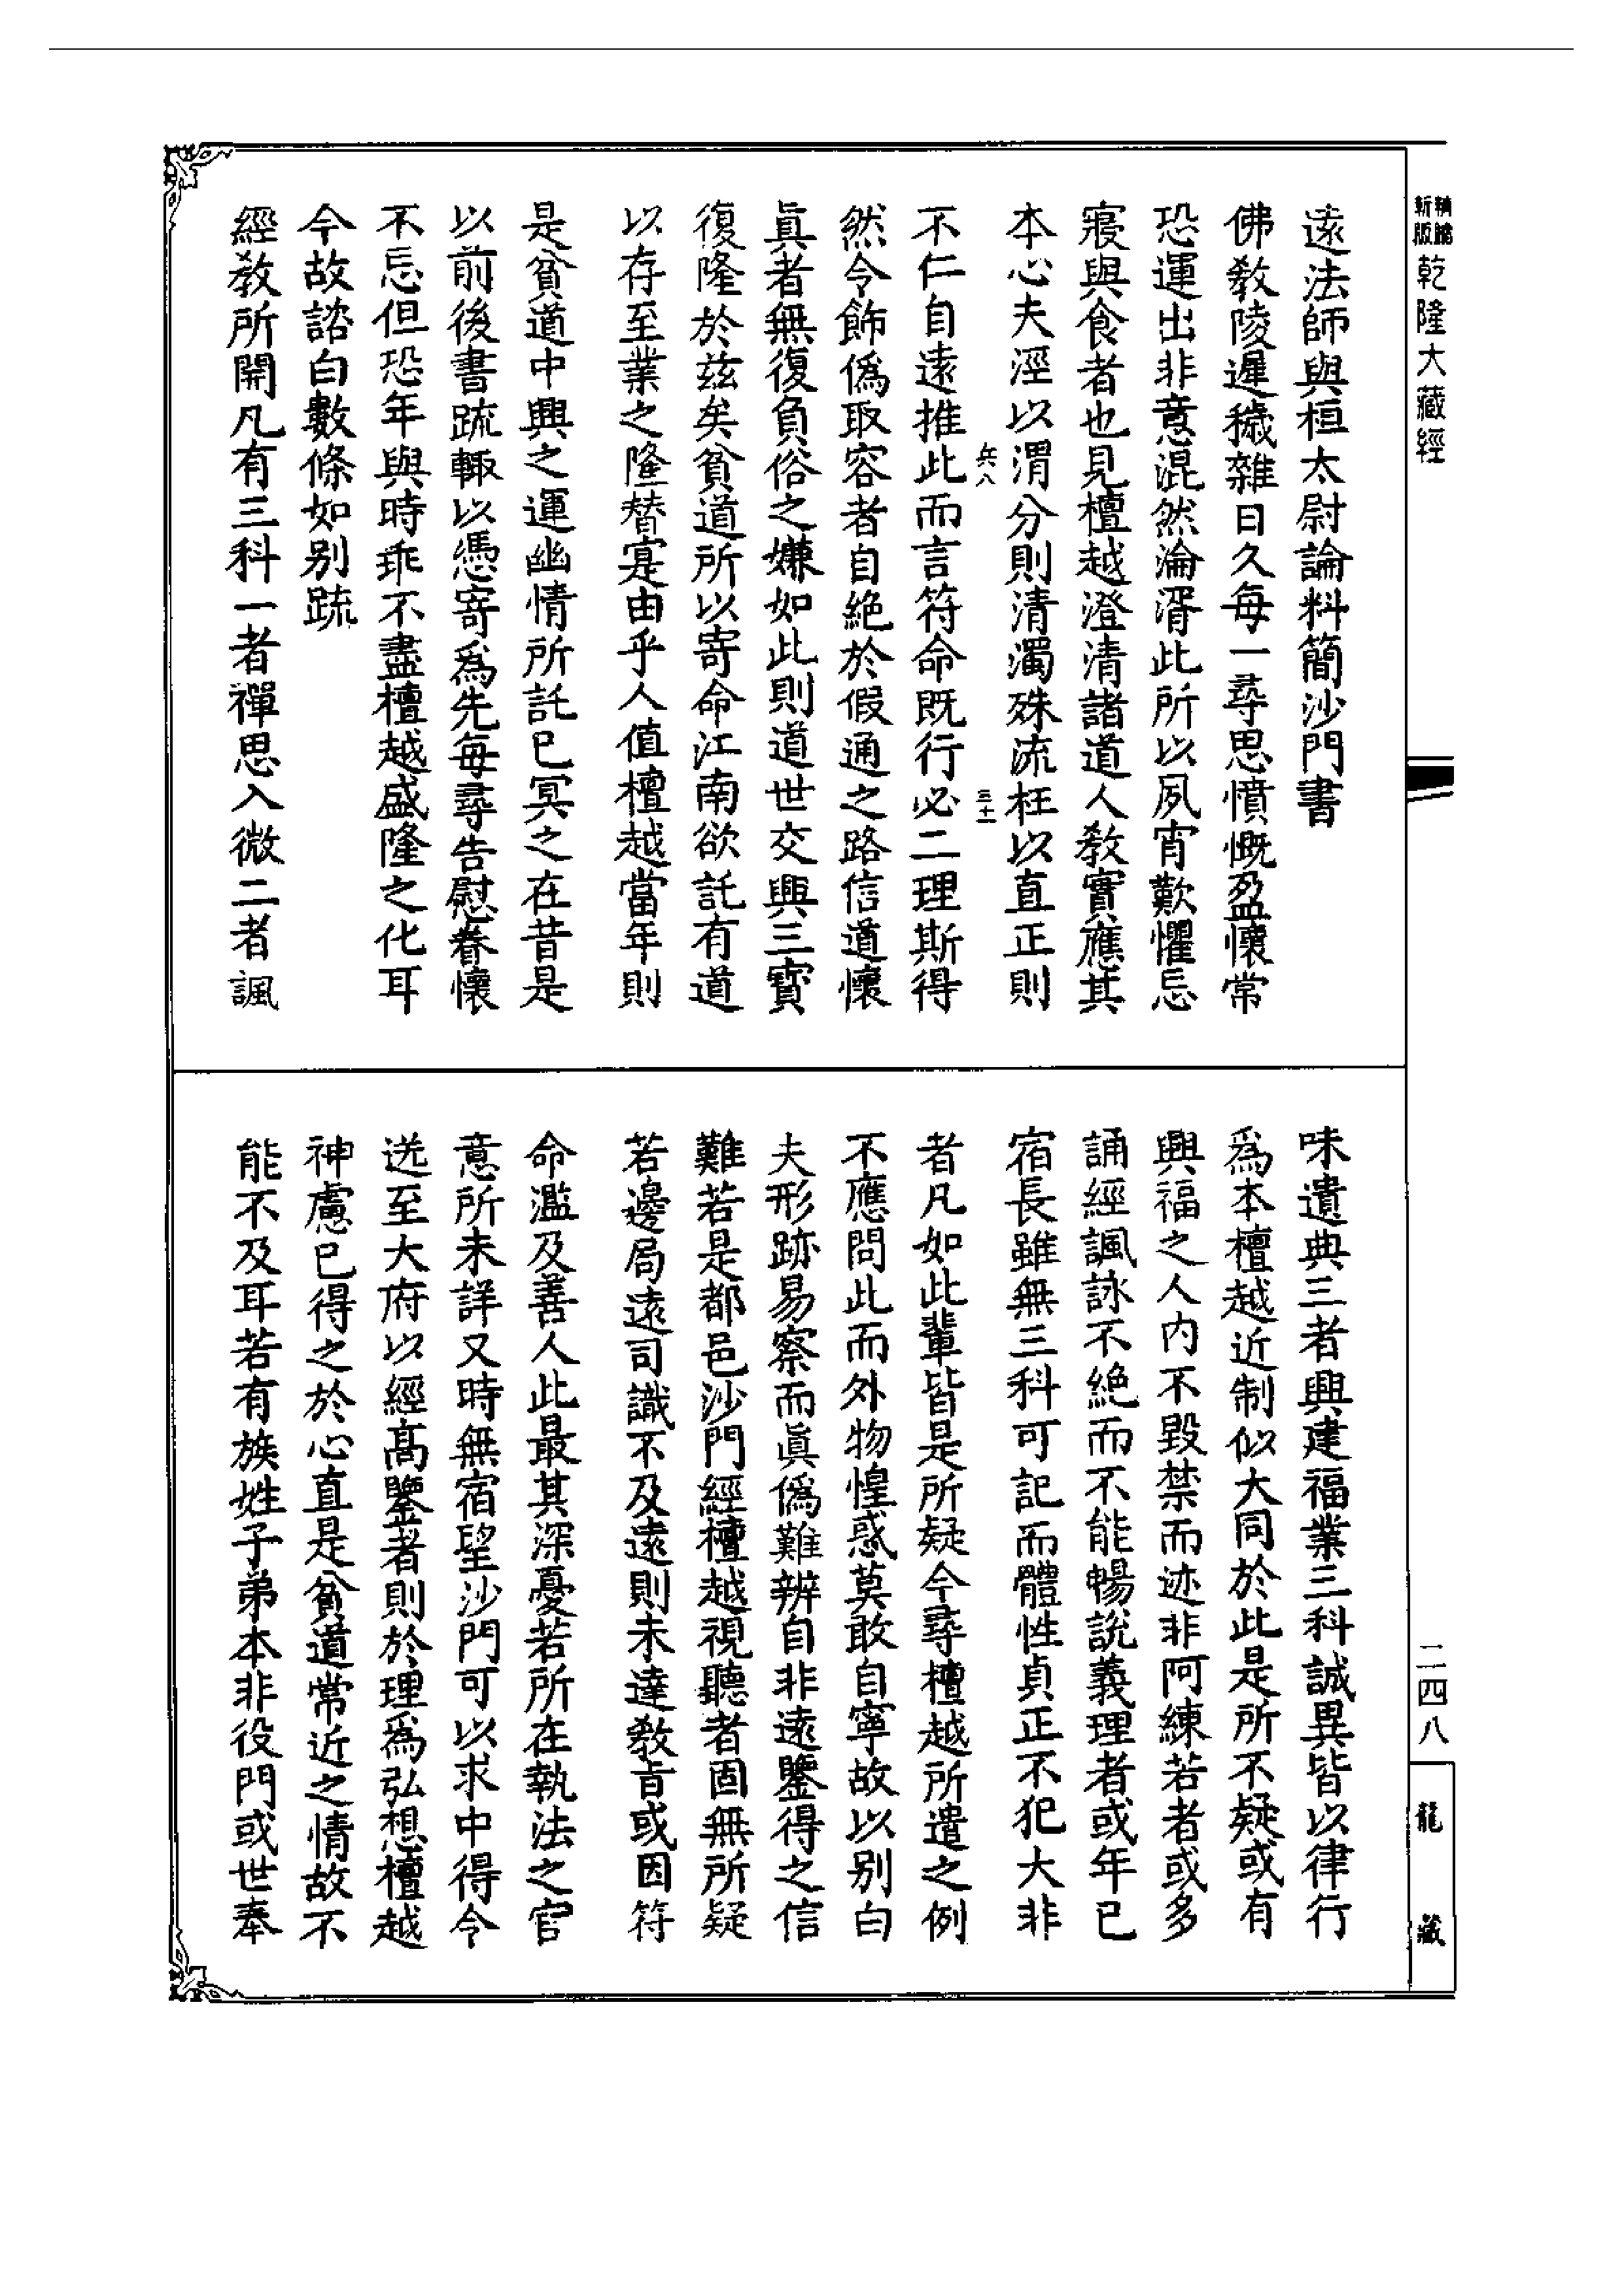 新版 精縮 乾隆大藏經
遠法師與桓太尉論料簡沙門書
佛敎陵遲穢雜日久每一尋思憤慨盈懷常
恐運出非意混然淪湑此所以夙宵歎懼忘
寢與食者也見檀越澄清諸道人敎實應其
本心夫涇以渭分則清濁殊流枉以直正則
兵八 三十一
不仁自遠推此而言符命既行必二理斯得
然令飾僞取容者自絶於假通之路信道懷
眞者無復負俗之嫌如此則道世交興三寶
復隆於茲矣貧道所以寄命江南欲託有道
以存至業之隆替寔由乎人值檀越當年則
是貧道中興之運幽情所託已冥之在昔是
以前後書䟽輙以憑寄爲先每尋告慰眷懷
不忘但恐年與時乖不盡檀越盛隆之化耳
今故諮白數條如别䟽
經敎所開凡有三科一者禪思入微二者諷
味遺典三者興建福業三科誠異皆以律行
爲本檀越近制似大同於此是所不疑或有
興福之人内不毀禁而迹非阿練若者或多
誦經諷詠不絶而不能暢說義理者或年已
宿長雖無三科可記而體性貞正不犯大非
者凡如此輩皆是所疑今尋檀越所遣之例
不應問此而外物惶惑莫敢自寧故以别白
夫形跡易察而眞僞難辨自非遠鑒得之信
難若是都邑沙門經檀越視聽者固無所疑
若邊局遠司識不及遠則未達敎旨或因符
命濫及善人此最其深憂若所在執法之官
意所未詳又時無宿望沙門可以求中得令
送至大府以經髙鑒者則於理爲弘想檀越
神慮已得之於心直是貧道常近之情故不
能不及耳若有族姓子弟本非役門或世奉
二四八
龍藏